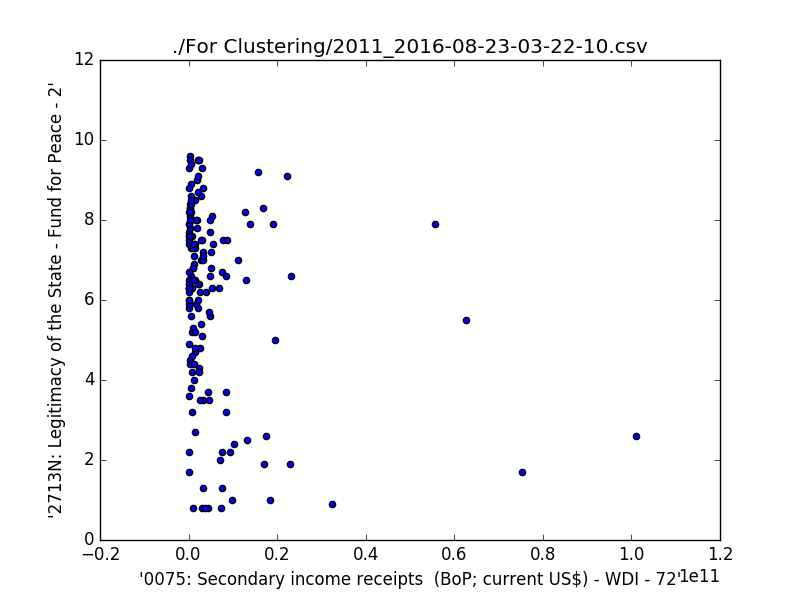 ./For Clustering/2011_2016-08-23-03-22-10.csv
'2713N: Legitimacy of the State - Fund for Peace - 2'
12
10
8
6
4
2
0
−0.2 0.0 0.2 0.4 0.6 0.8 1.0 1.2
1e11
'0075: Secondary income receipts (BoP; current US$) - WDI - 72'